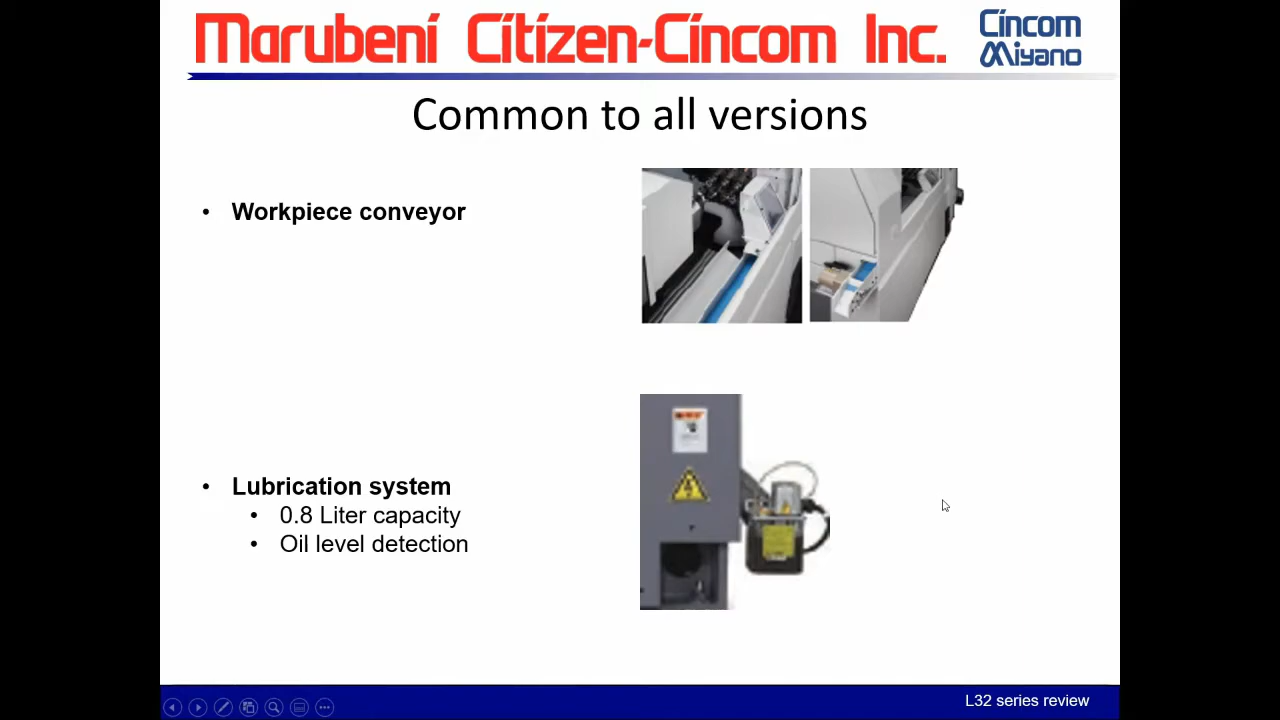 Marubeni Citizen-Cincom Inc.
Cincom
Miyano
Common to all versions
• Workpiece conveyor
• Lubrication system
• 0.8 Liter capacity
• Oil level detection
L32 series review